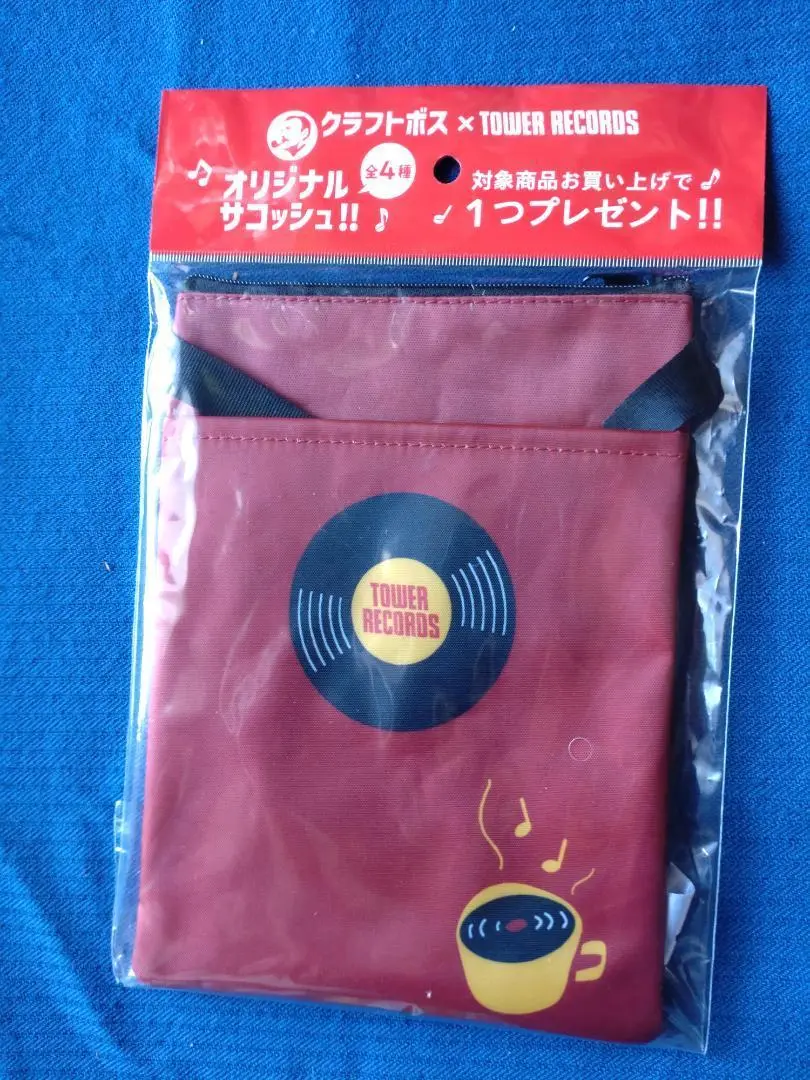 クラフトボス×TOWER RECORDS
オリジナル
サコッシュ!!
全4種
対象商品お買い上げで
1つプレゼント!!
TOWER
RECORDS